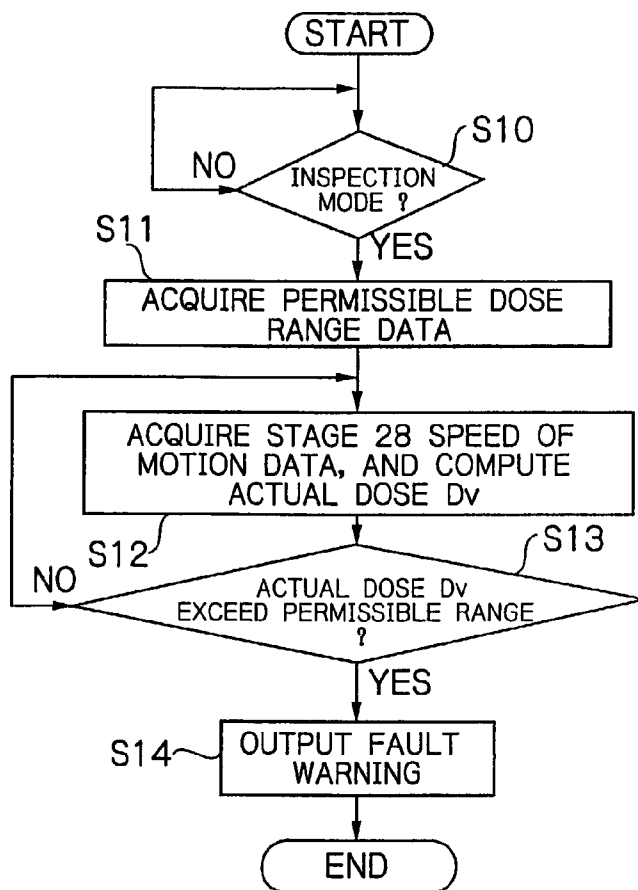 START
S10
NO
INSPECTION
MODE ?
S11
YES
ACQUIRE PERMISSIBLE DOSE
RANGE DATA
ACQUIRE STAGE 28 SPEED OF
MOTION DATA, AND COMPUTE
ACTUAL DOSE Dv
S12
S13
NO
ACTUAL DOSE Dv
EXCEED PERMISSIBLE RANGE
?
YES
S14
OUTPUT FAULT
WARNING
END